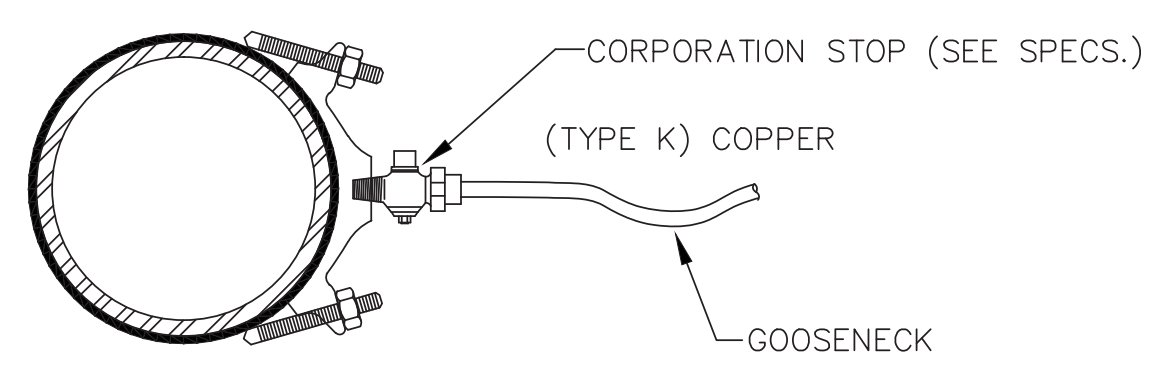 CORPORATION STOP (SEE SPECS.)
(TYPE K) COPPER
GOOSENECK